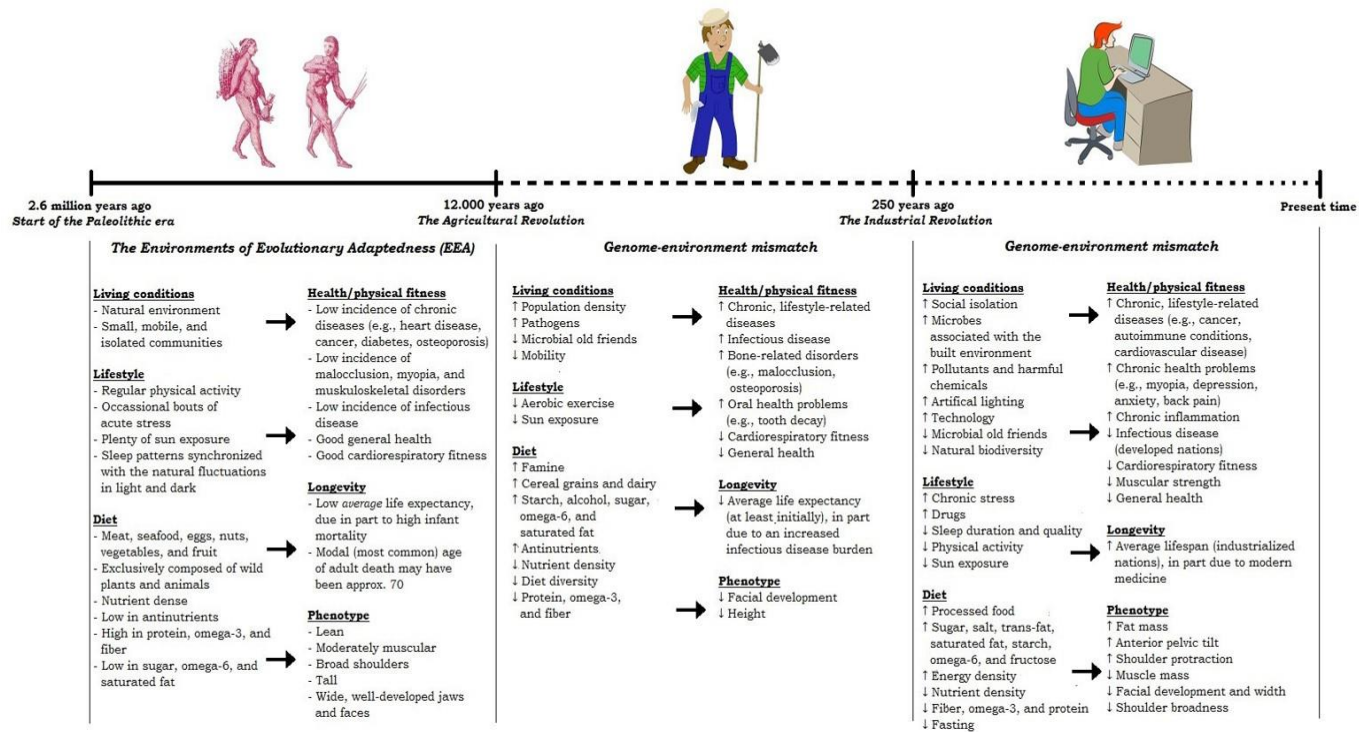 2.6 million years ago
Start of the Paleolithic era
12.000 years ago
The Agricultural Revolution
250 years ago
The Industrial Revolution
Present time
The Environments of Evolutionary Adaptedness (EEA)
Living conditions
- Natural environment
- Small, mobile, and
isolated communities
Lifestyle
- Regular physical activity
- Occassional bouts of
acute stress
- Plenty of sun exposure
- Sleep patterns synchronized
with the natural fluctuations
in light and dark
Diet
- Meat, seafood, eggs, nuts,
vegetables, and fruit
- Exclusively composed of wild
plants and animals
- Nutrient dense
- Low in antinutrients
- High in protein, omega-3, and
fiber
- Low in sugar, omega-6, and
saturated fat
Health/physical fitness
- Low incidence of chronic
diseases (e.g., heart disease,
cancer, diabetes, osteoporosis)
- Low incidence of
malocclusion, myopia, and
muskuloskeletal disorders
- Low incidence of infectious
disease
- Good general health
- Good cardiorespiratory fitness
Longevity
- Low average life expectancy,
due in part to high infant
mortality
- Modal (most common) age
of adult death may have
been approx. 70
Phenotype
- Lean
- Moderately muscular
- Broad shoulders
- Tall
- Wide, well-developed jaws
and faces
Genome-environment mismatch
Living conditions
↑ Population density
↑ Pathogens
↓ Microbial old friends
↓ Mobility
Lifestyle
↓ Aerobic exercise
↓ Sun exposure
Diet
↑ Famine
↑ Cereal grains and dairy
↑ Starch, alcohol, sugar,
omega-6, and
saturated fat
↑ Antinutrients
↓ Nutrient density
↓ Diet diversity
↓ Protein, omega-3,
and fiber
Health/physical fitness
↑ Chronic, lifestyle-related
diseases
↑ Infectious disease
↑ Bone-related disorders
(e.g., malocclusion,
osteoporosis)
↑ Oral health problems
(e.g., tooth decay)
↓ Cardiorespiratory fitness
↓ General health
Longevity
↓ Average life expectancy
(at least initially), in part
due to an increased
infectious disease burden
Phenotype
↓ Facial development
↓ Height
Genome-environment mismatch
Living conditions
↑ Social isolation
↑ Microbes
associated with the
built environment
↑ Pollutants and harmful
chemicals
↑ Artifical lighting
↑ Technology
↓ Microbial old friends
↓ Natural biodiversity
Lifestyle
↑ Chronic stress
↑ Drugs
↓ Sleep duration and quality
↓ Physical activity
↓ Sun exposure
Diet
↑ Processed food
↑ Sugar, salt, trans-fat,
saturated fat, starch,
omega-6, and fructose
↑ Energy density
↓ Nutrient density
↓ Fiber, omega-3, and protein
↓ Fasting
Health/physical fitness
↑ Chronic, lifestyle-related
diseases (e.g., cancer,
autoimmune conditions,
cardiovascular disease)
↑ Chronic health problems
(e.g., myopia, depression,
anxiety, back pain)
↑ Chronic inflammation
↓ Infectious disease
(developed nations)
↓ Cardiorespiratory fitness
↓ Muscular strength
↓ General health
Longevity
↑ Average lifespan (industrialized
nations), in part due to modern
medicine
Phenotype
↑ Fat mass
↑ Anterior pelvic tilt
↑ Shoulder protraction
↓ Muscle mass
↓ Facial development and width
↓ Shoulder broadness